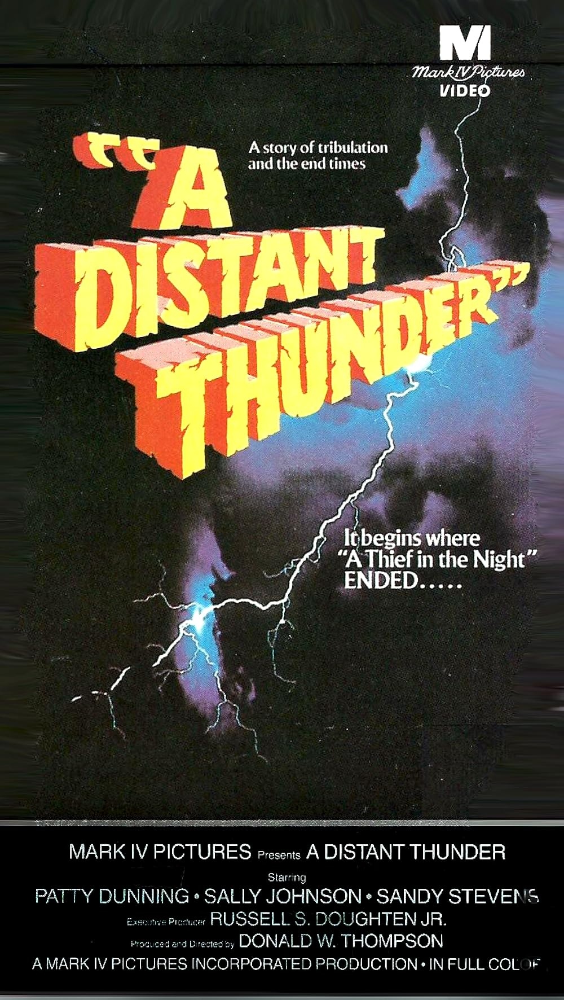 M
Mark IV Pictures
VIDEO
A story of tribulation
and the end times
“A
DISTANT
THUNDER”
It begins where
“A Thief in the Night”
ENDED.....
MARK IV PICTURES Presents A DISTANT THUNDER
Starring
PATTY DUNNING • SALLY JOHNSON • SANDY STEVENS
Executive Producer RUSSELL S. DOUGHTEN JR.
Produced and Directed by DONALD W. THOMPSON
A MARK IV PICTURES INCORPORATED PRODUCTION • IN FULL COLOR